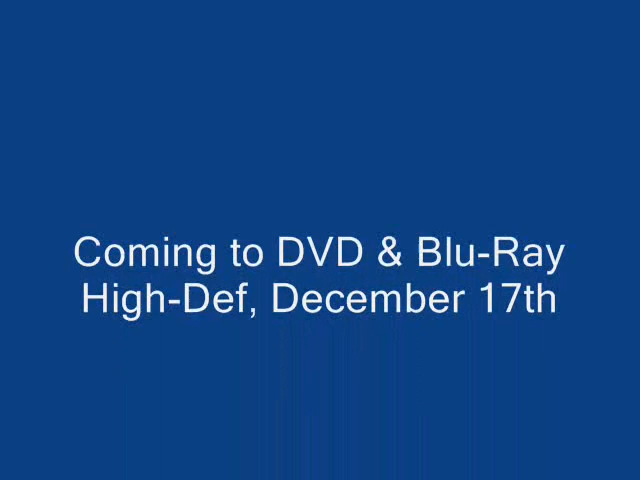 Coming to DVD & Blu-Ray
High-Def, December 17th